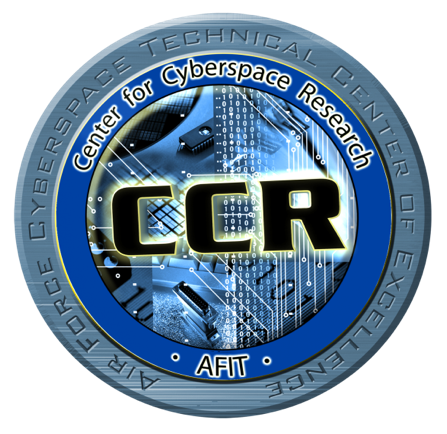 AIR FORCE CYBERSPACE TECHNICAL CENTER OF EXCELLENCE
Center for Cyberspace Research
CCR
• AFIT •